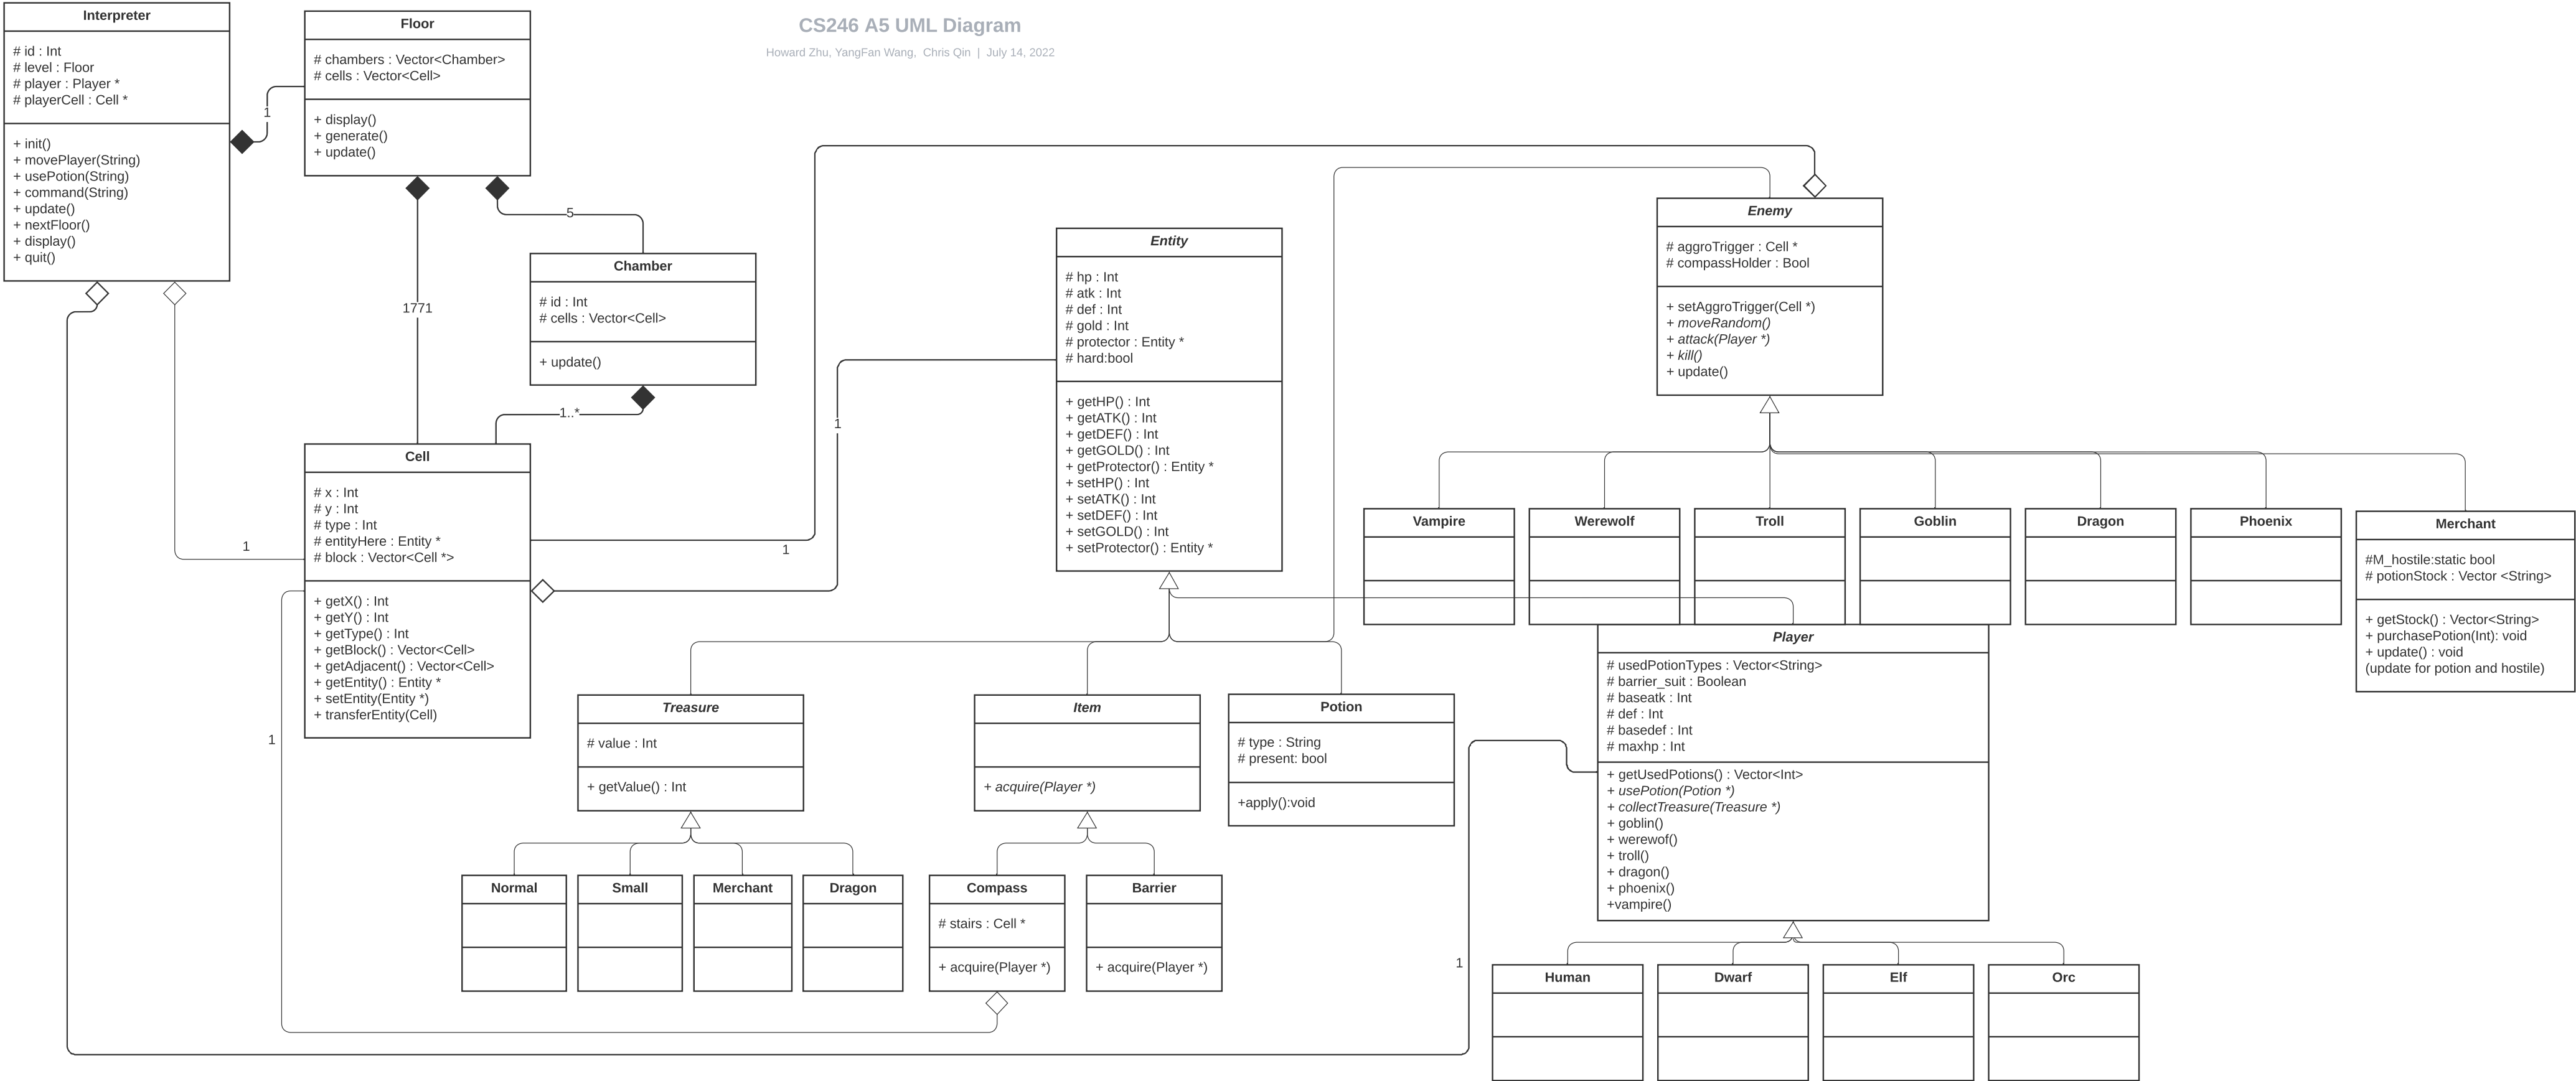 CS246 A5 UML Diagram
Howard Zhu, YangFan Wang,  Chris Qin  |  July 14, 2022
Interpreter
# id : Int
# level : Floor
# player : Player *
# playerCell : Cell *
+ init()
+ movePlayer(String)
+ usePotion(String)
+ command(String)
+ update()
+ nextFloor()
+ display()
+ quit()
1
Floor
# chambers : Vector<Chamber>
# cells : Vector<Cell>
+ display()
+ generate()
+ update()
5
1771
Chamber
# id : Int
# cells : Vector<Cell>
+ update()
1..*
Cell
# x : Int
# y : Int
# type : Int
# entityHere : Entity *
# block : Vector<Cell *>
+ getX() : Int
+ getY() : Int
+ getType() : Int
+ getBlock() : Vector<Cell>
+ getAdjacent() : Vector<Cell>
+ getEntity() : Entity *
+ setEntity(Entity *)
+ transferEntity(Cell)
1
1
1
1
Entity
# hp : Int
# atk : Int
# def : Int
# gold : Int
# protector : Entity *
# hard:bool
+ getHP() : Int
+ getATK() : Int
+ getDEF() : Int
+ getGOLD() : Int
+ getProtector() : Entity *
+ setHP() : Int
+ setATK() : Int
+ setDEF() : Int
+ setGOLD() : Int
+ setProtector() : Entity *
Enemy
# aggroTrigger : Cell *
# compassHolder : Bool
+ setAggroTrigger(Cell *)
+ moveRandom()
+ attack(Player *)
+ kill()
+ update()
Vampire
Werewolf
Troll
Goblin
Dragon
Phoenix
Merchant
#M_hostile:static bool
# potionStock : Vector <String>
+ getStock() : Vector<String>
+ purchasePotion(Int): void
+ update() : void
(update for potion and hostile)
Treasure
# value : Int
+ getValue() : Int
Item
+ acquire(Player *)
Potion
# type : String
# present: bool
+apply():void
Player
# usedPotionTypes : Vector<String>
# barrier_suit : Boolean
# baseatk : Int
# def : Int
# basedef : Int
# maxhp : Int
+ getUsedPotions() : Vector<Int>
+ usePotion(Potion *)
+ collectTreasure(Treasure *)
+ goblin()
+ werewof()
+ troll()
+ dragon()
+ phoenix()
+vampire()
Normal
Small
Merchant
Dragon
Compass
# stairs : Cell *
+ acquire(Player *)
Barrier
+ acquire(Player *)
1
Human
Dwarf
Elf
Orc